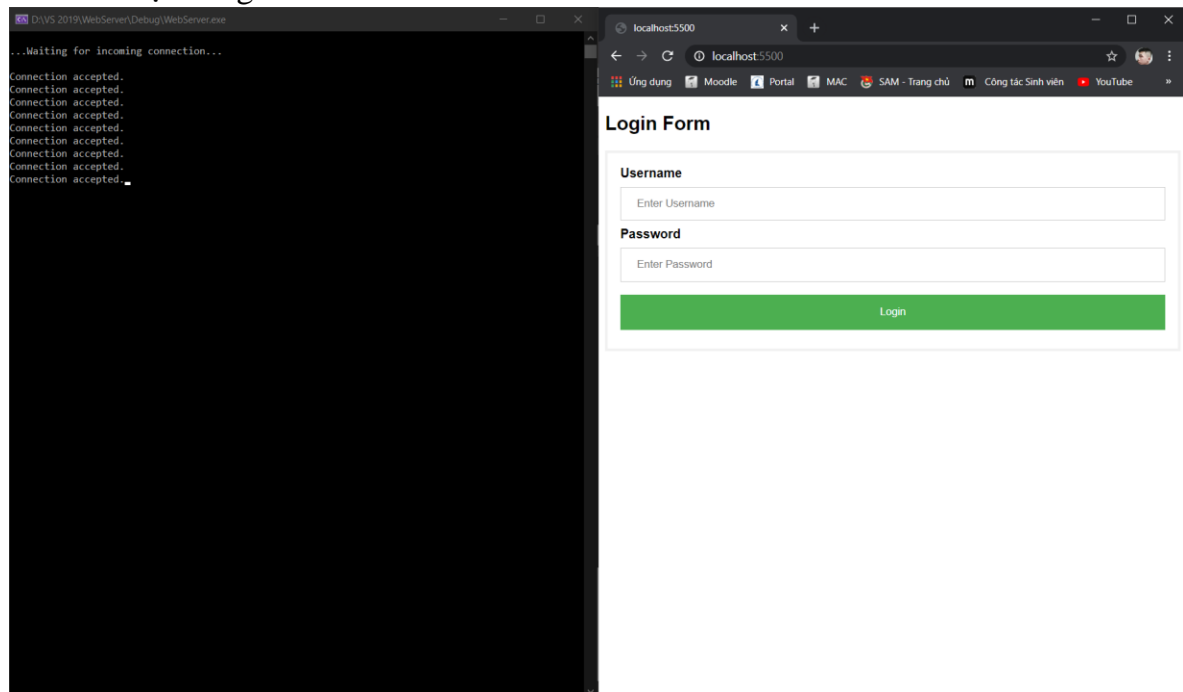 D:\VS 2019\WebServer\Debug\WebServer.exe
...Waiting for incoming connection...
Connection accepted.
Connection accepted.
Connection accepted.
Connection accepted.
Connection accepted.
Connection accepted.
Connection accepted.
Connection accepted.
Connection accepted.
localhost:5500
localhost:5500
Ứng dụng Moodle Portal MAC SAM - Trang chủ Công tác Sinh viên YouTube »
Login Form
Username
Enter Username
Password
Enter Password
Login